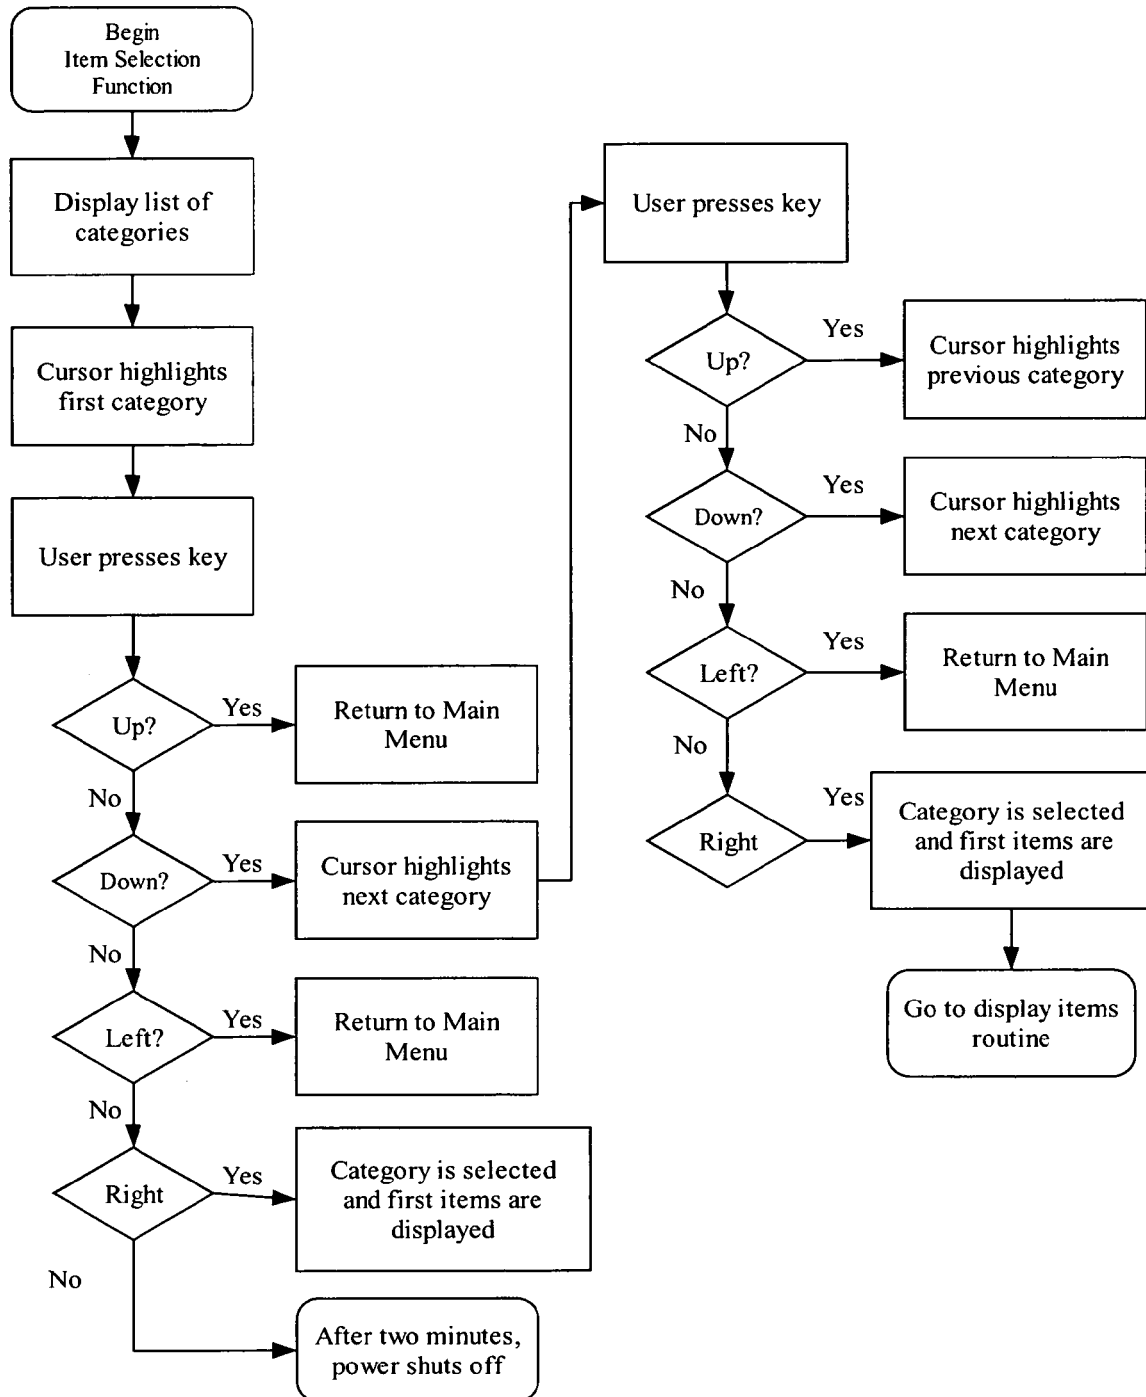 Begin
Item Selection
Function
Display list of
categories
Cursor highlights
first category
User presses key
Up?
Yes
Return to Main
Menu
No
Down?
Yes
Cursor highlights
next category
No
Left?
Yes
Return to Main
Menu
No
Right
Yes
Category is selected
and first items are
displayed
No
After two minutes,
power shuts off
User presses key
Up?
Yes
Cursor highlights
previous category
No
Down?
Yes
Cursor highlights
next category
No
Left?
Yes
Return to Main
Menu
No
Right
Yes
Category is selected
and first items are
displayed
Go to display items
routine